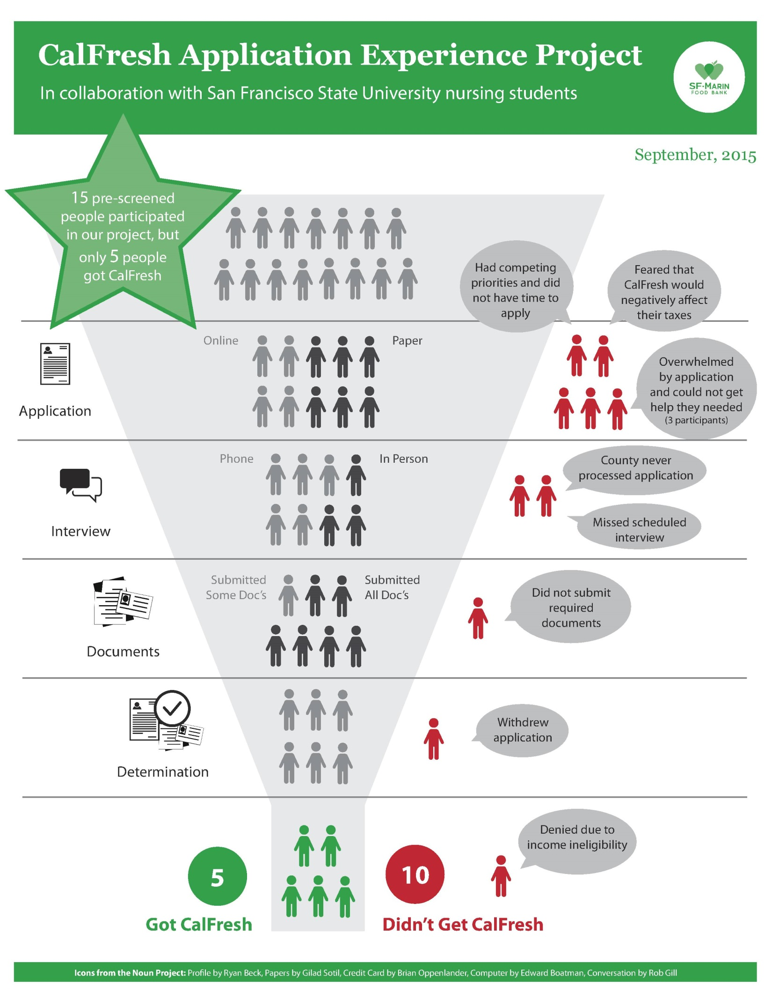 CalFresh Application Experience Project
In collaboration with San Francisco State University nursing students
SF·MARIN
FOOD BANK
September, 2015
15 pre-screened
people participated
in our project, but
only 5 people
got CalFresh
Had competing
priorities and did
not have time to
apply
Feared that
CalFresh would
negatively affect
their taxes
Online
Paper
Overwhelmed
by application
and could not get
help they needed
(3 participants)
Application
Phone
In Person
County never
processed application
Missed scheduled
interview
Interview
Submitted
Some Doc's
Submitted
All Doc's
Did not submit
required
documents
Documents
Withdrew
application
Determination
Denied due to
income ineligibility
5
10
Got CalFresh
Didn't Get CalFresh
Icons from the Noun Project: Profile by Ryan Beck, Papers by Gilad Sotil, Credit Card by Brian Oppenlander, Computer by Edward Boatman, Conversation by Rob Gill